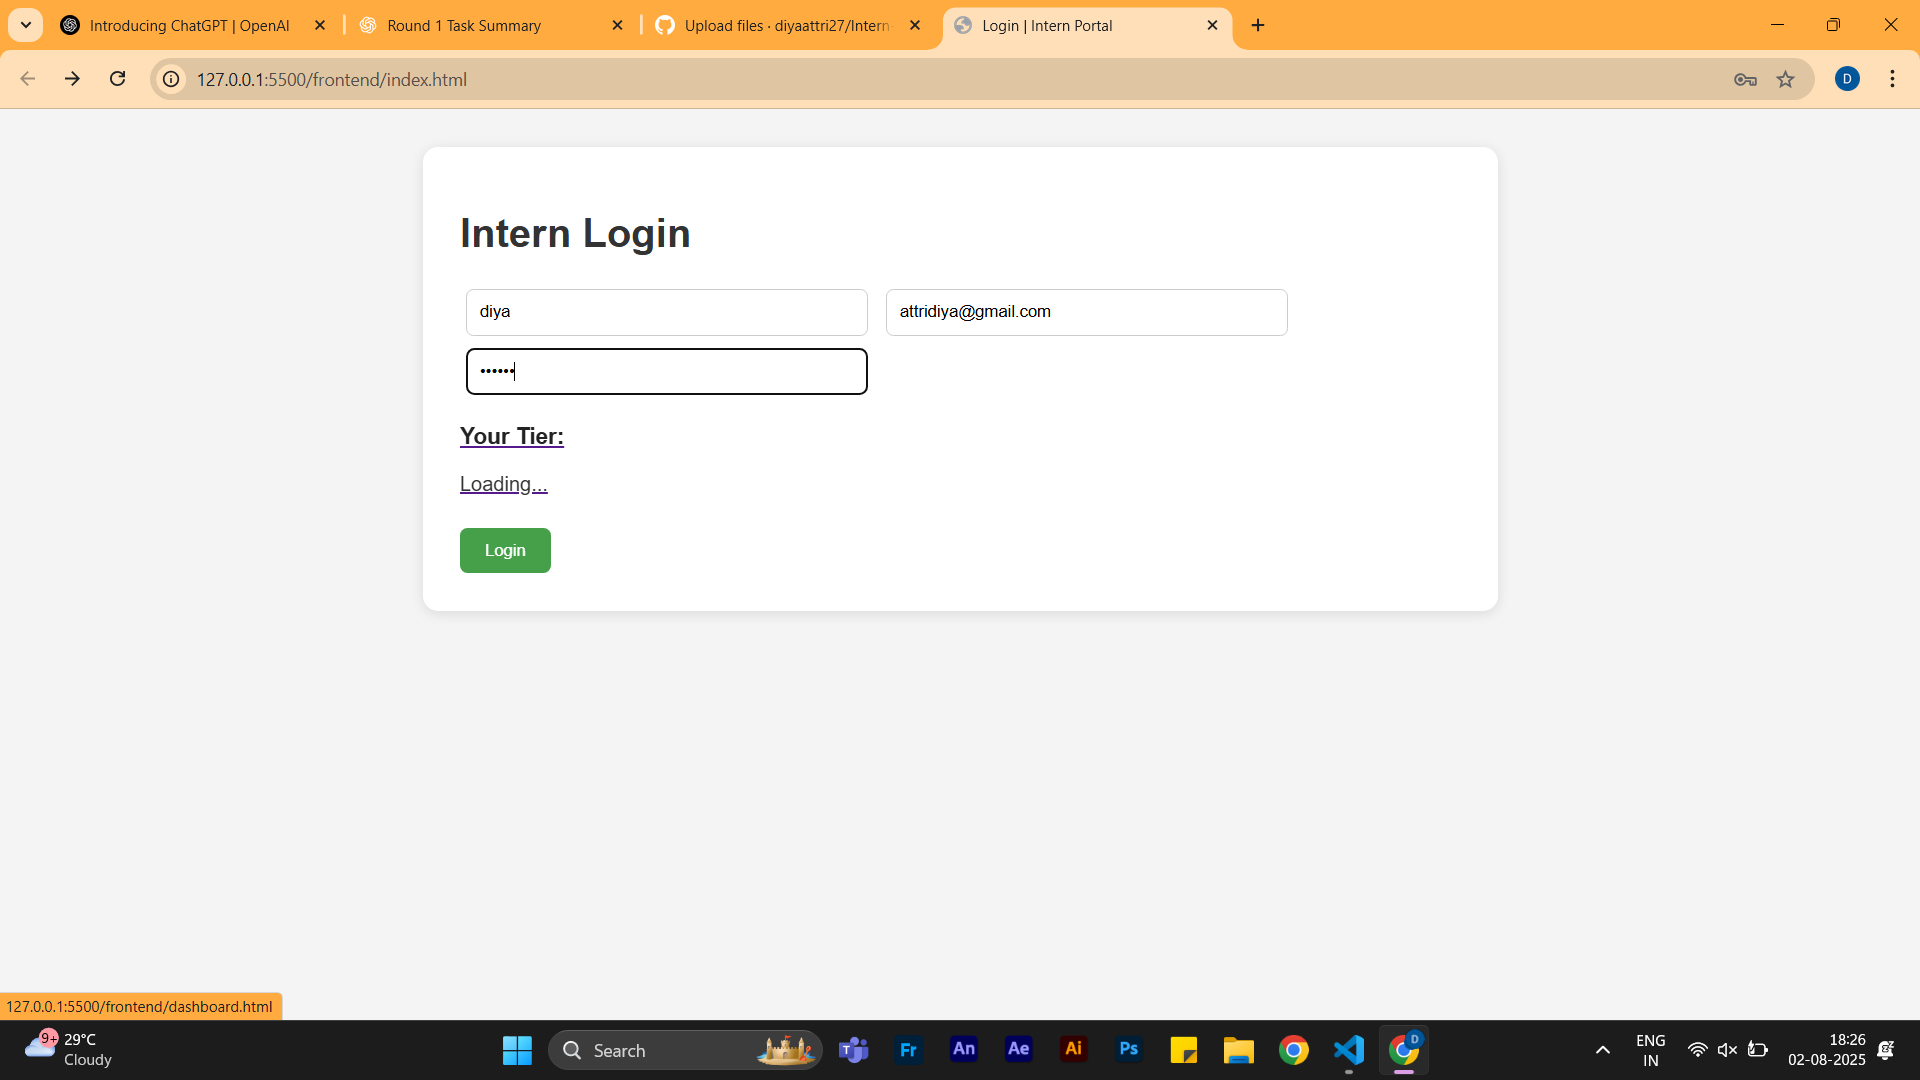 Introducing ChatGPT | OpenAI
Round 1 Task Summary
Upload files · diyaattri27/Intern-
Login | Intern Portal
127.0.0.1:5500/frontend/index.html
D
Intern Login
diya
attridiya@gmail.com
••••••
Your Tier:
Loading...
Login
127.0.0.1:5500/frontend/dashboard.html
9+
29°C
Cloudy
Search
Fr
An
Ae
Ai
Ps
D
ENG
IN
18:26
02-08-2025